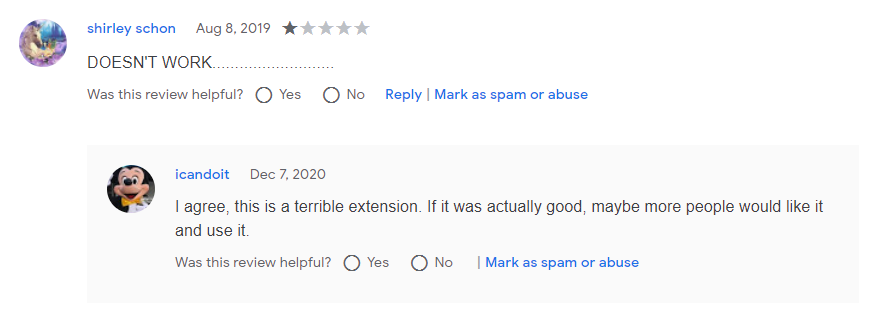 shirley schon Aug 8, 2019
DOESN'T WORK...........................
Was this review helpful? Yes No Reply | Mark as spam or abuse
icandoit Dec 7, 2020
I agree, this is a terrible extension. If it was actually good, maybe more people would like it
and use it.
Was this review helpful? Yes No | Mark as spam or abuse